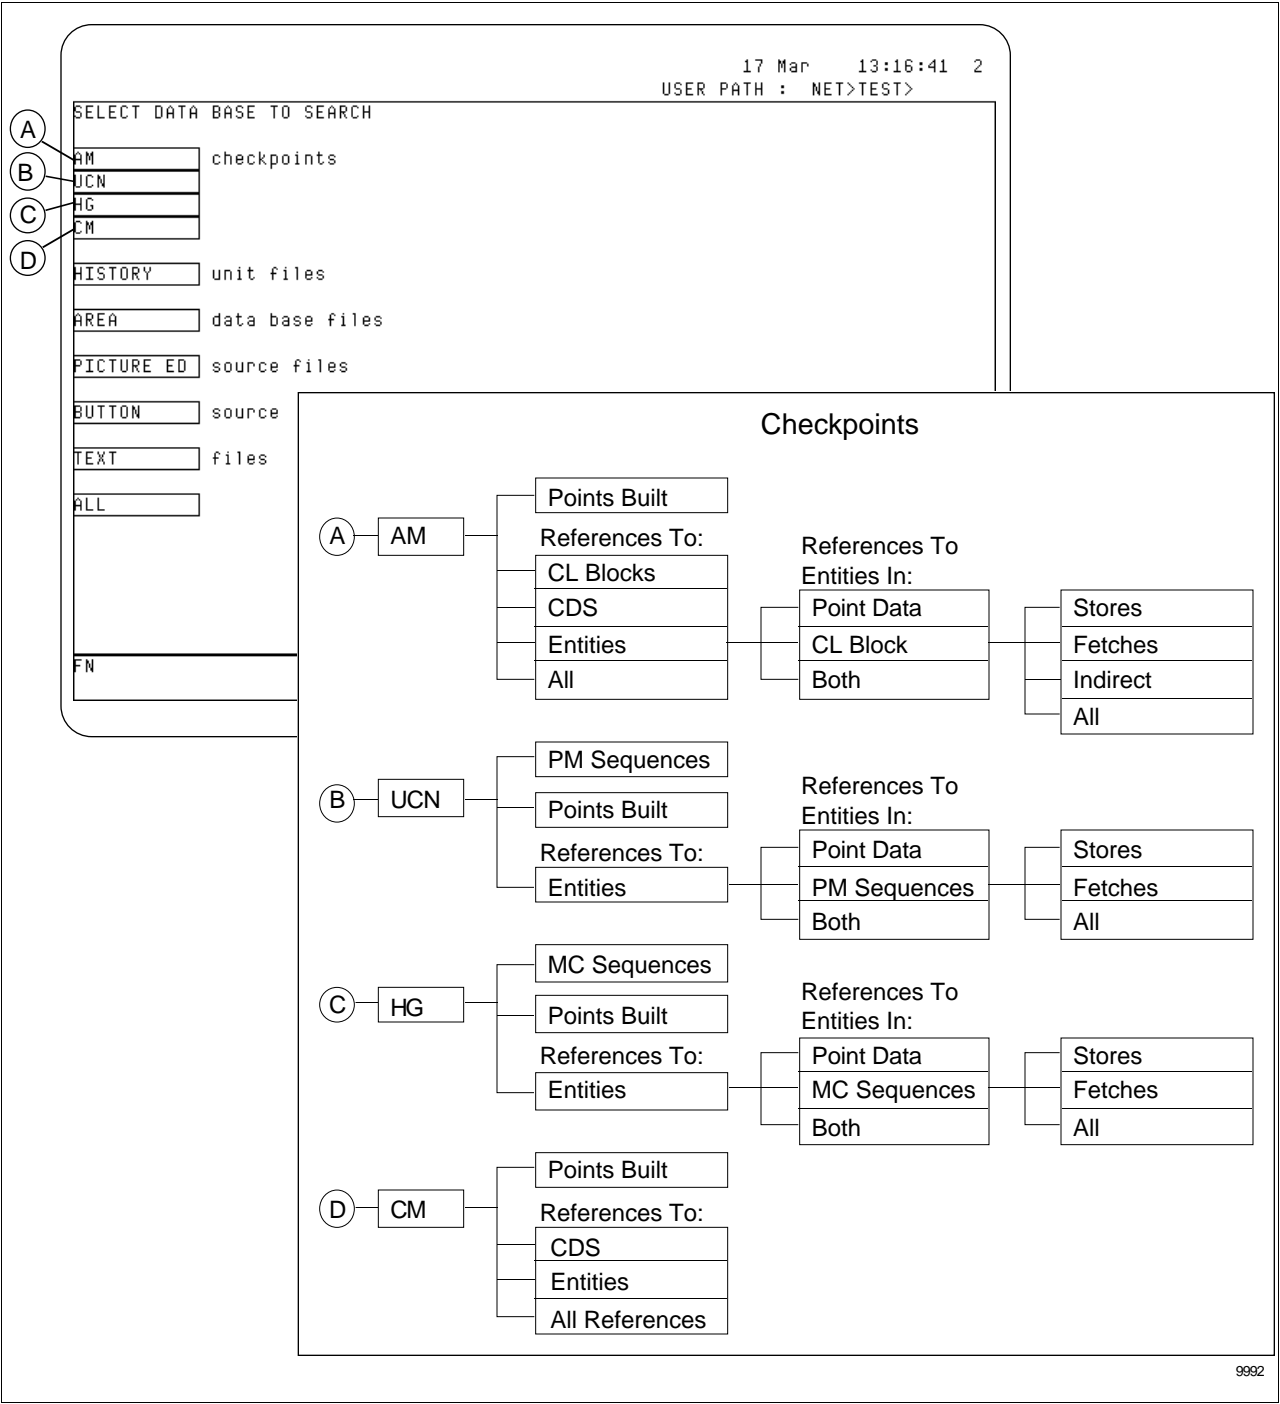 17 Mar 13:16:41 2
USER PATH : NET>TEST>
SELECT DATA BASE TO SEARCH
A
AM checkpoints
B
UCN
C
HG
D
CM
HISTORY unit files
AREA data base files
PICTURE ED source files
BUTTON source
TEXT files
ALL
FN
Checkpoints
A
AM
Points Built
References To:
CL Blocks
CDS
Entities
All
References To
Entities In:
Point Data
CL Block
Both
Stores
Fetches
Indirect
All
B
UCN
PM Sequences
Points Built
References To:
Entities
References To
Entities In:
Point Data
PM Sequences
Both
Stores
Fetches
All
C
HG
MC Sequences
Points Built
References To:
Entities
References To
Entities In:
Point Data
MC Sequences
Both
Stores
Fetches
All
D
CM
Points Built
References To:
CDS
Entities
All References
9992